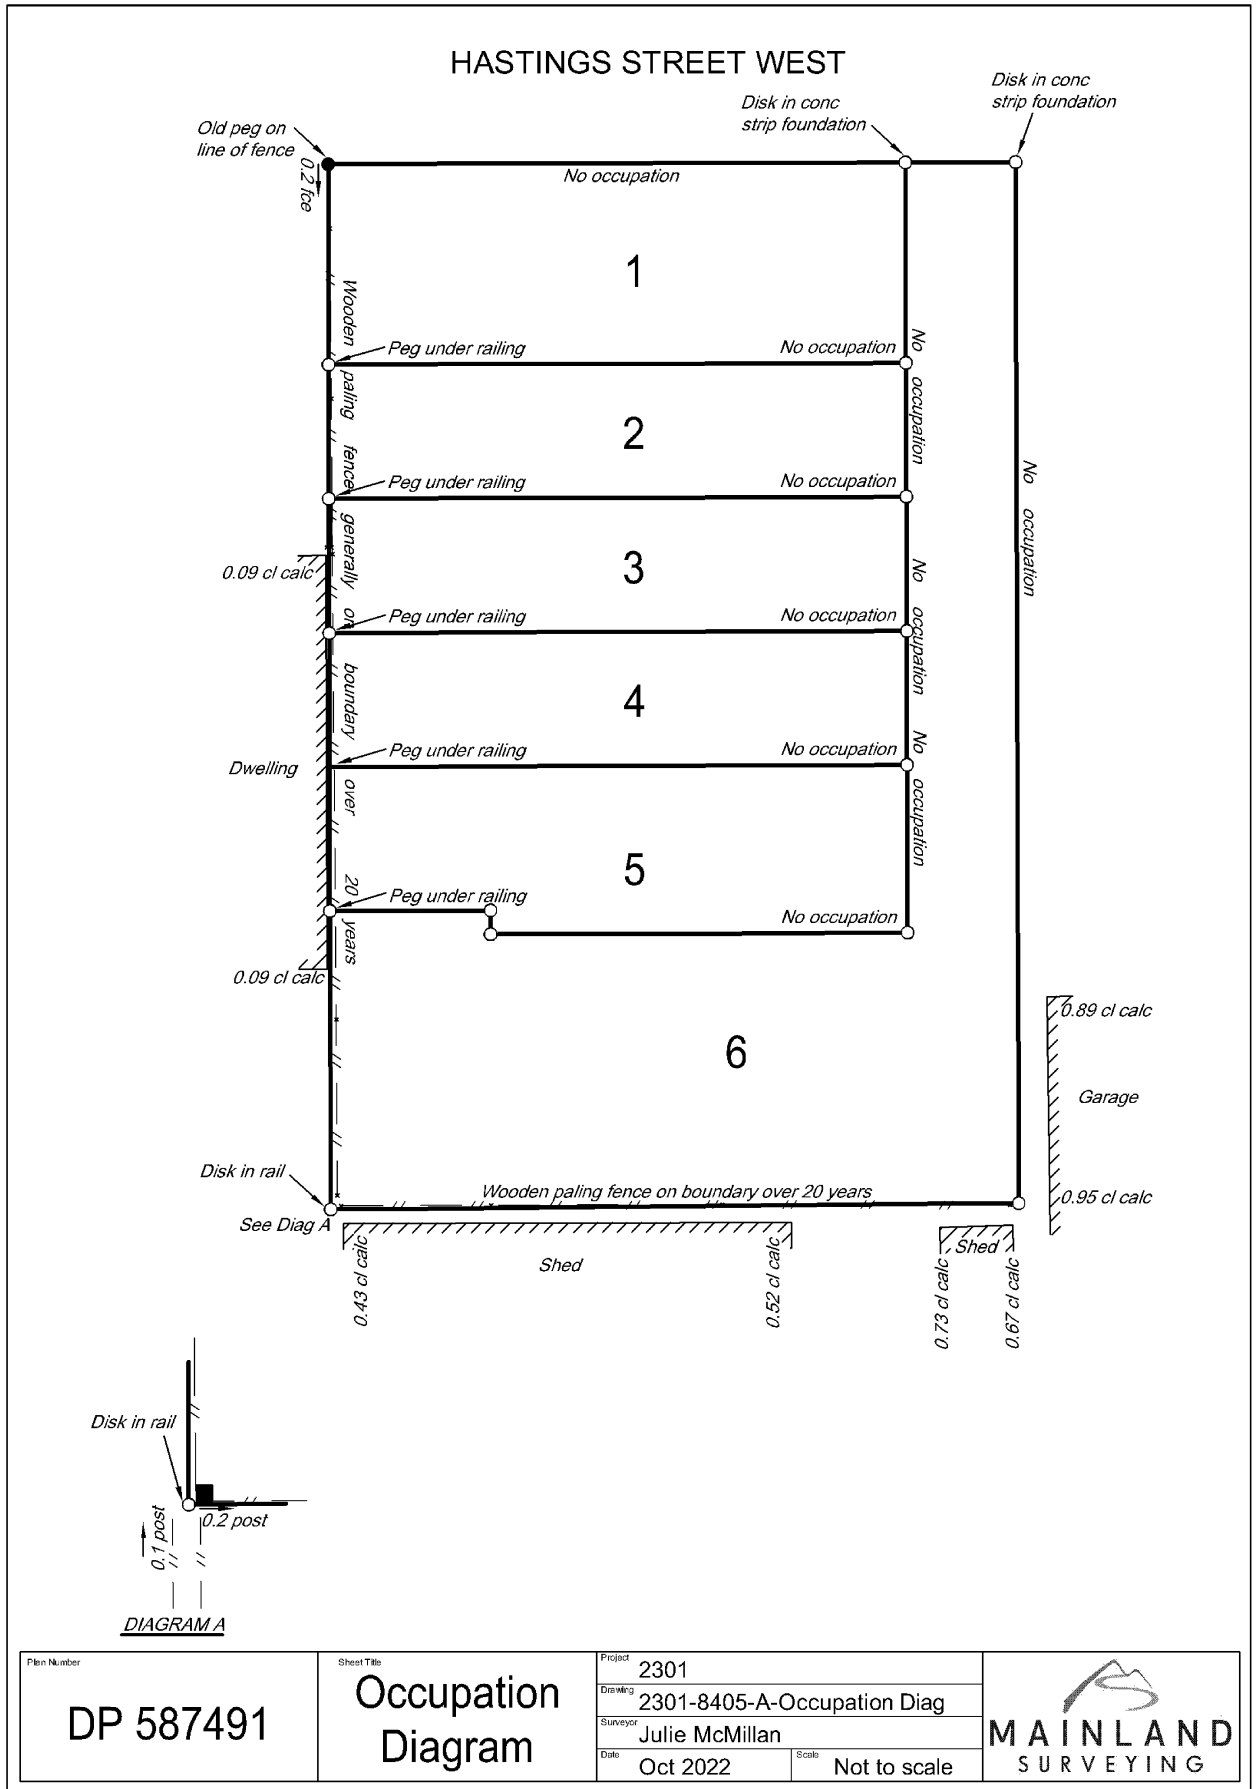 HASTINGS STREET WEST
Disk in conc
strip foundation
Disk in conc
strip foundation
Old peg on
line of fence
0.2 fce
No occupation
1
Wooden paling fence generally on boundary over 20 years
Peg under railing
No occupation
No occupation
2
Peg under railing
No occupation
No occupation
0.09 cl calc
3
No occupation
Peg under railing
No occupation
4
No occupation
Peg under railing
No occupation
Dwelling
5
Peg under railing
No occupation
0.09 cl calc
6
0.89 cl calc
Garage
0.95 cl calc
Disk in rail
Wooden paling fence on boundary over 20 years
See Diag A
Shed
Shed
0.43 cl calc
0.52 cl calc
0.73 cl calc
0.67 cl calc
Disk in rail
0.2 post
0.1 post
DIAGRAM A
Plan Number
DP 587491
Sheet Title
Occupation
Diagram
Project
2301
Drawing
2301-8405-A-Occupation Diag
Surveyor
Julie McMillan
Date
Oct 2022
Scale
Not to scale
MAINLAND
SURVEYING